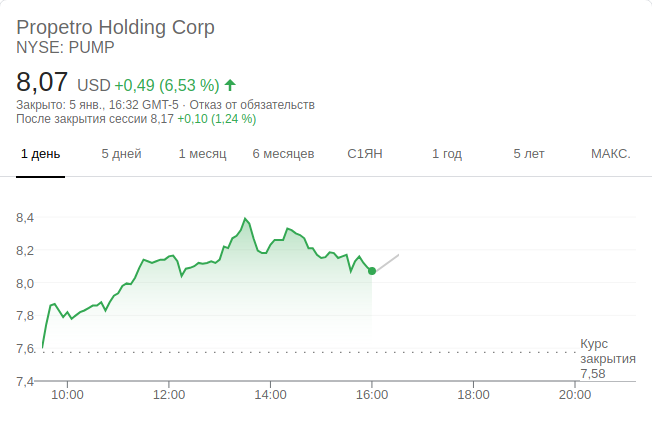 Propetro Holding Corp
NYSE: PUMP
8,07 USD +0,49 (6,53 %)
Закрыто: 5 янв., 16:32 GMT-5 · Отказ от обязательств
После закрытия сессии 8,17 +0,10 (1,24 %)
1 день 5 дней 1 месяц 6 месяцев С1ЯН 1 год 5 лет МАКС.
8,4
8,2
8,0
7,8
7,6
7,4
Курс
закрытия
7,58
10:00 12:00 14:00 16:00 18:00 20:00